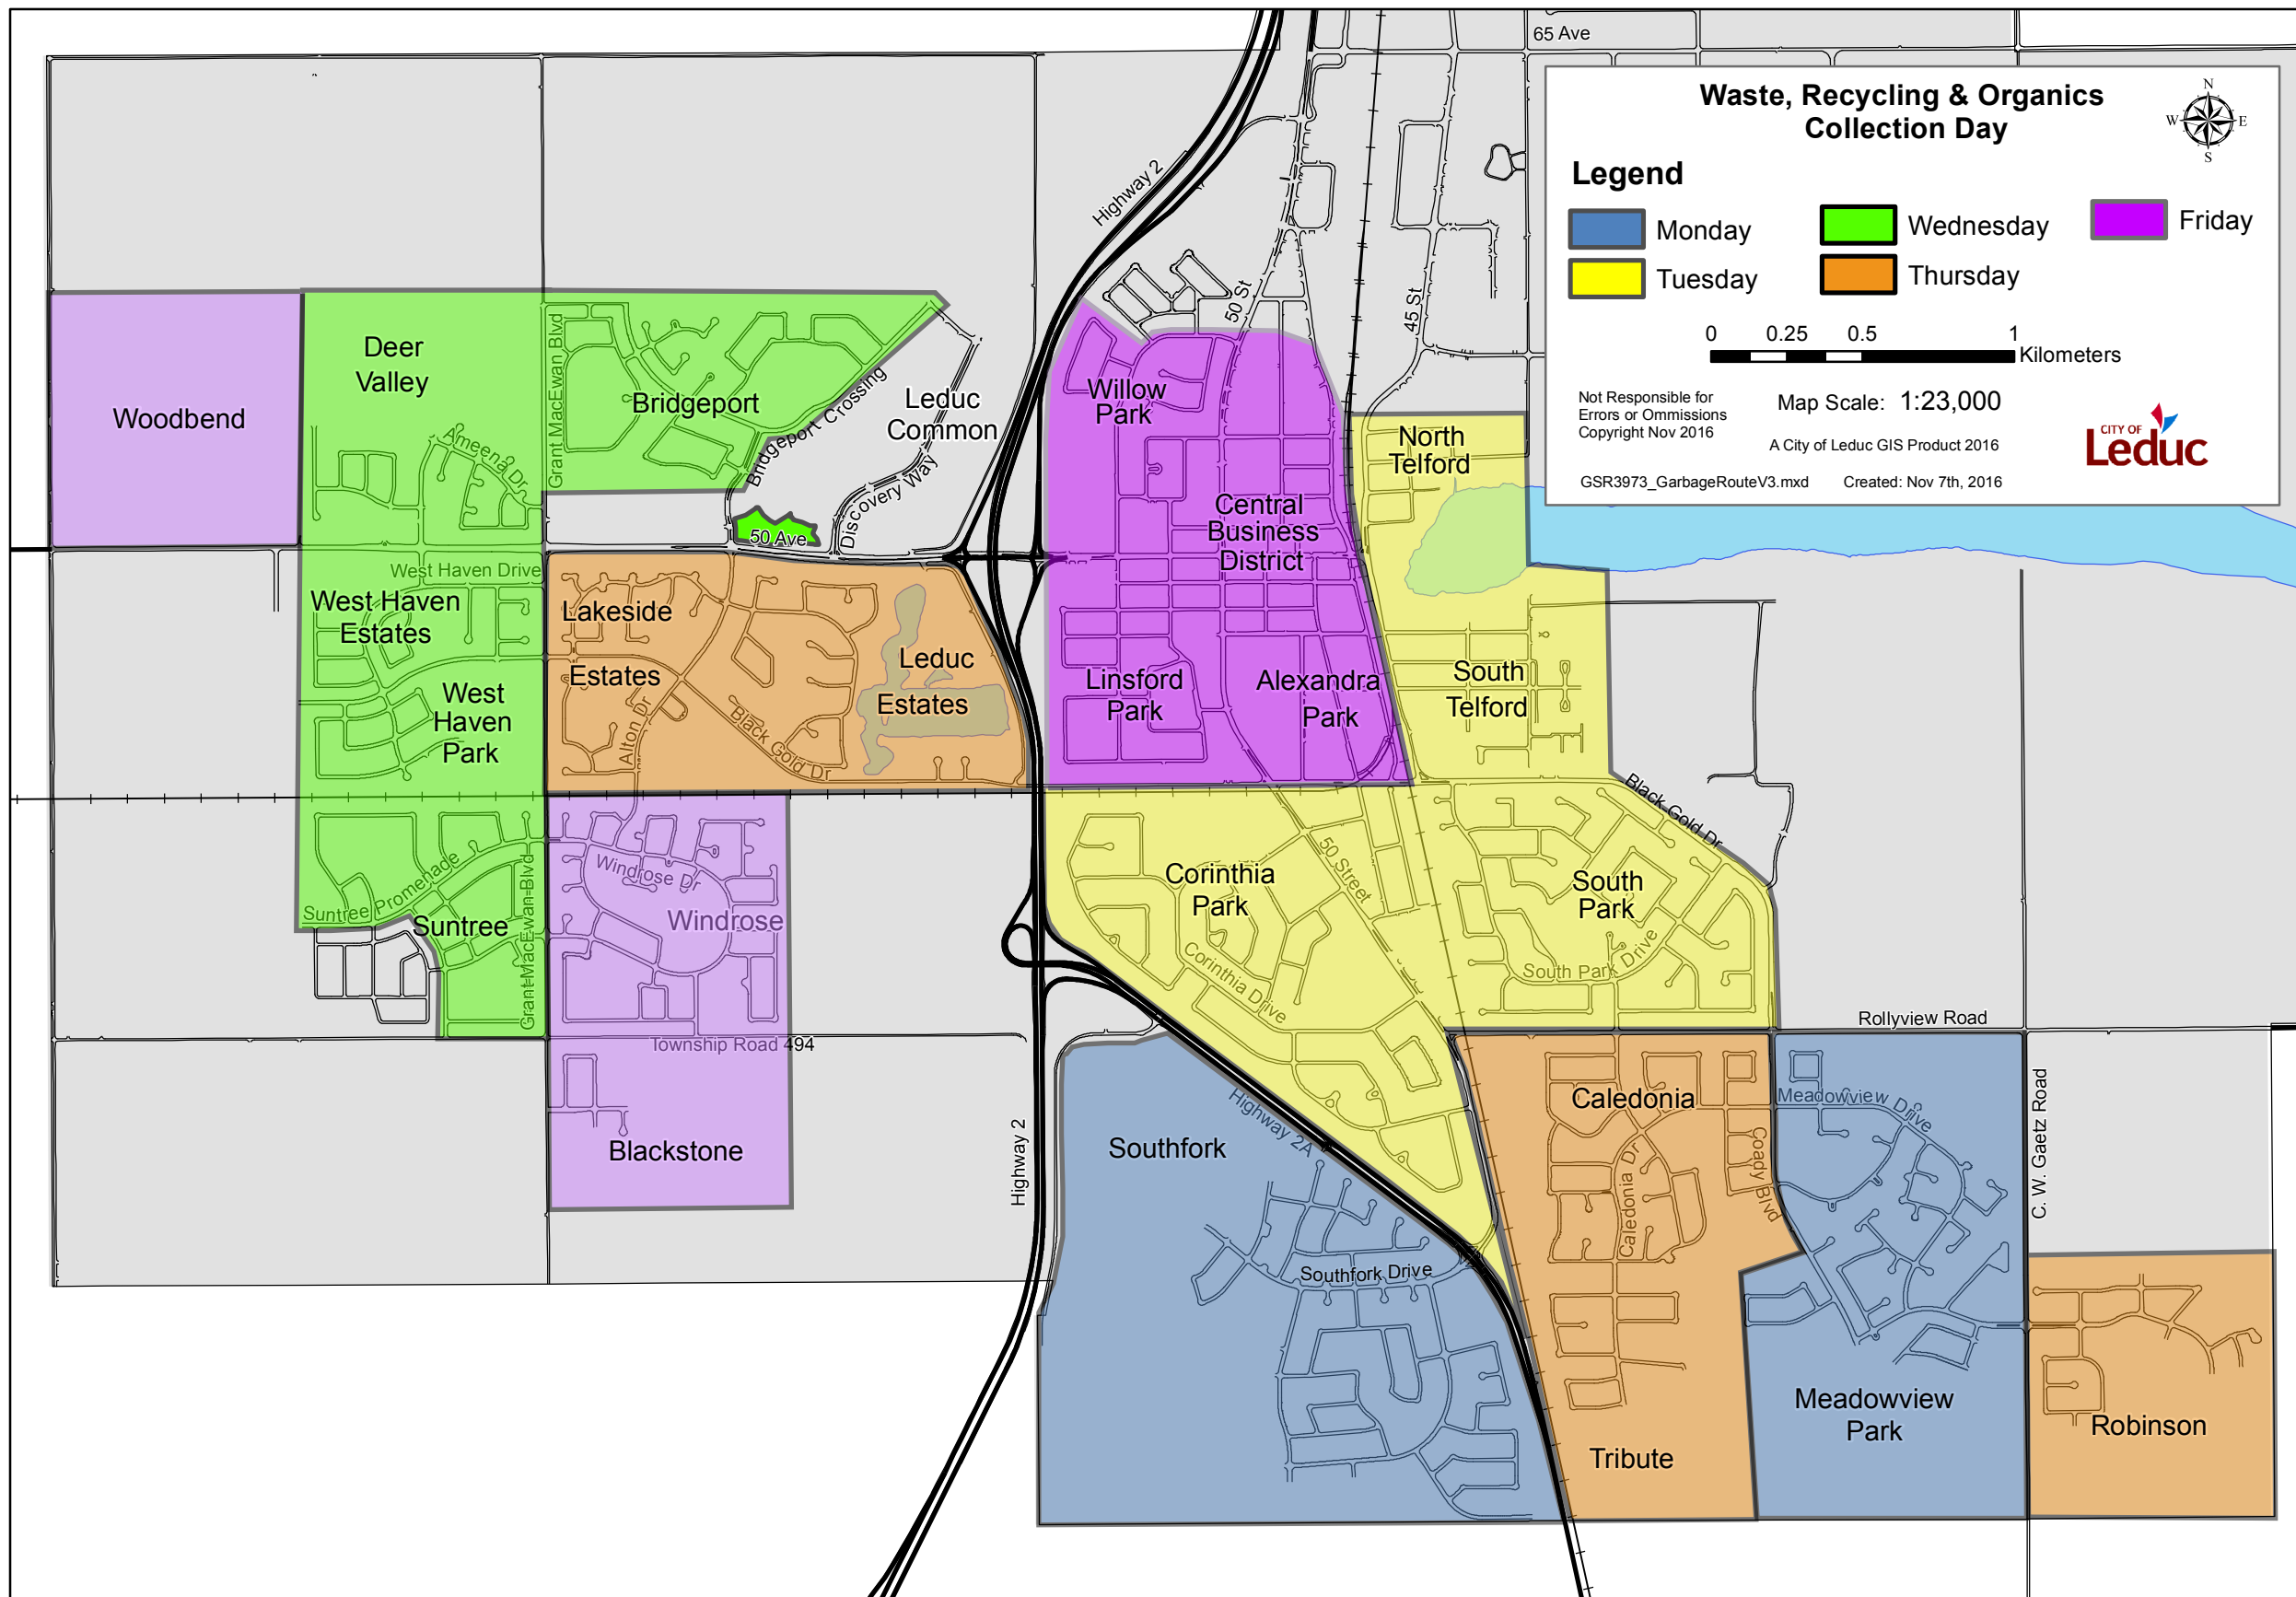 65 Ave
Waste, Recycling & Organics
Collection Day
N
W
E
S
Legend
Monday
Wednesday
Friday
Tuesday
Thursday
0 0.25 0.5 1
Kilometers
Not Responsible for
Errors or Ommissions
Copyright Nov 2016
Map Scale: 1:23,000
A City of Leduc GIS Product 2016
CITY OF
Leduc
GSR3973_GarbageRouteV3.mxd Created: Nov 7th, 2016
Highway 2
50 St
45 St
Woodbend
Deer
Valley
Grant MacEwan Blvd
Bridgeport
Bridgeport Crossing
Leduc
Common
Ameena Dr
Discovery Way
50 Ave
Willow
Park
North
Telford
Central
Business
District
West Haven Drive
West Haven
Estates
West
Haven
Park
Lakeside
Estates
Leduc
Estates
Alton Dr
Black Gold Dr
Linsford
Park
Alexandra
Park
South
Telford
Black Gold Dr
Suntree Promenade
Suntree
Grant MacEwan Blvd
Windrose Dr
Windrose
Township Road 494
Blackstone
Corinthia
Park
50 Street
Corinthia Drive
South
Park
South Park Drive
Rollyview Road
Highway 2
Southfork
Highway 2A
Southfork Drive
Caledonia
Caledonia Dr
Coady Blvd
Meadowview Drive
C. W. Gaetz Road
Tribute
Meadowview
Park
Robinson